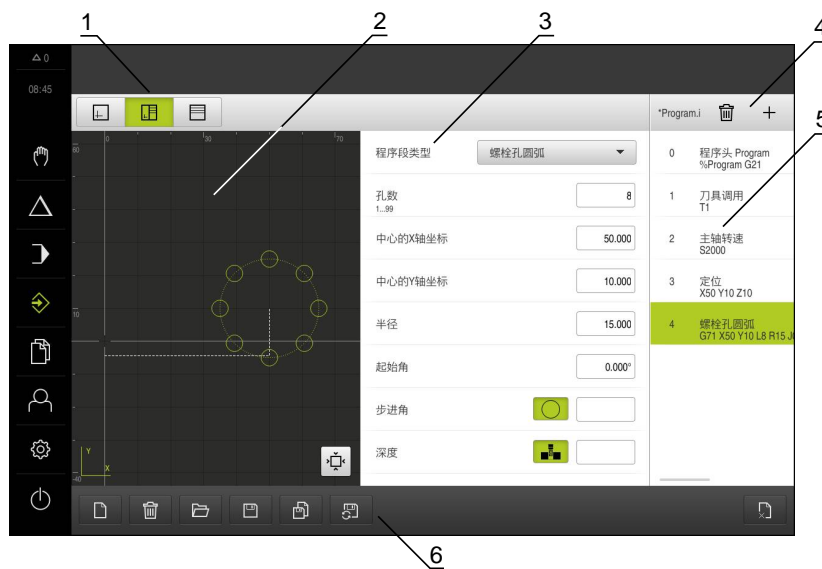 1
2
3
4
5
0
08:45
*Program.i
0
30
70
60
10
-40
Y
X
程序段类型
螺栓孔圆弧
孔数
1...99
8
中心的X轴坐标
50.000
中心的Y轴坐标
10.000
半径
15.000
起始角
0.000°
步进角
深度
0 程序头 Program
%Program G21
1 刀具调用
T1
2 主轴转速
S2000
3 定位
X50 Y10 Z10
4 螺栓孔圆弧
G71 X50 Y10 L8 R15 J
6